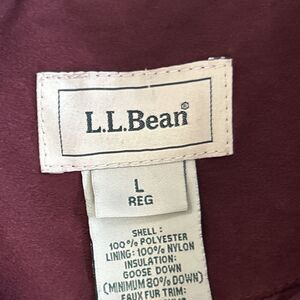 L.L.Bean®
L
REG
SHELL:
100% POLYESTER
LINING: 100% NYLON
INSULATION:
GOOSE DOWN
(MINIMUM 80% DOWN)
FAUX FUR TRIM: